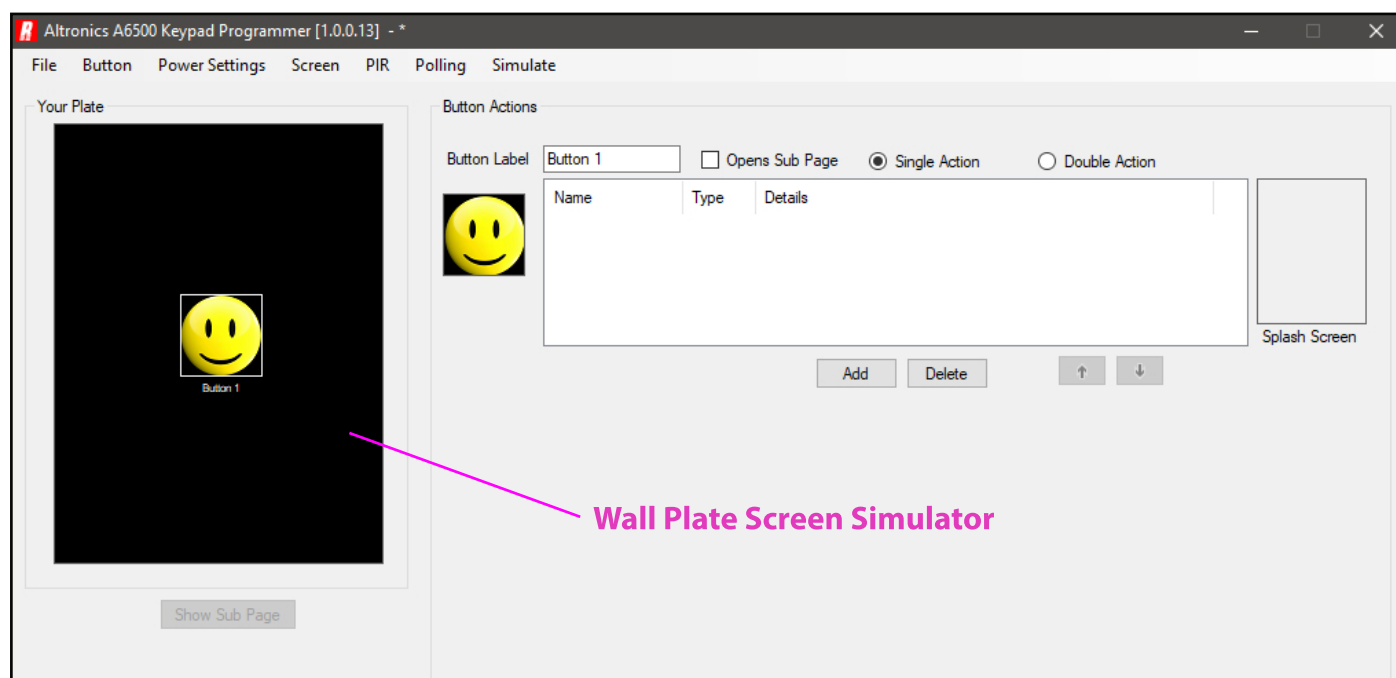 Altronics A6500 Keypad Programmer [1.0.0.13] - *
File Button Power Settings Screen PIR Polling Simulate
Your Plate
Button 1
Show Sub Page
Button Actions
Button Label Button 1 Opens Sub Page Single Action Double Action
Name Type Details
Splash Screen
Add Delete
Wall Plate Screen Simulator